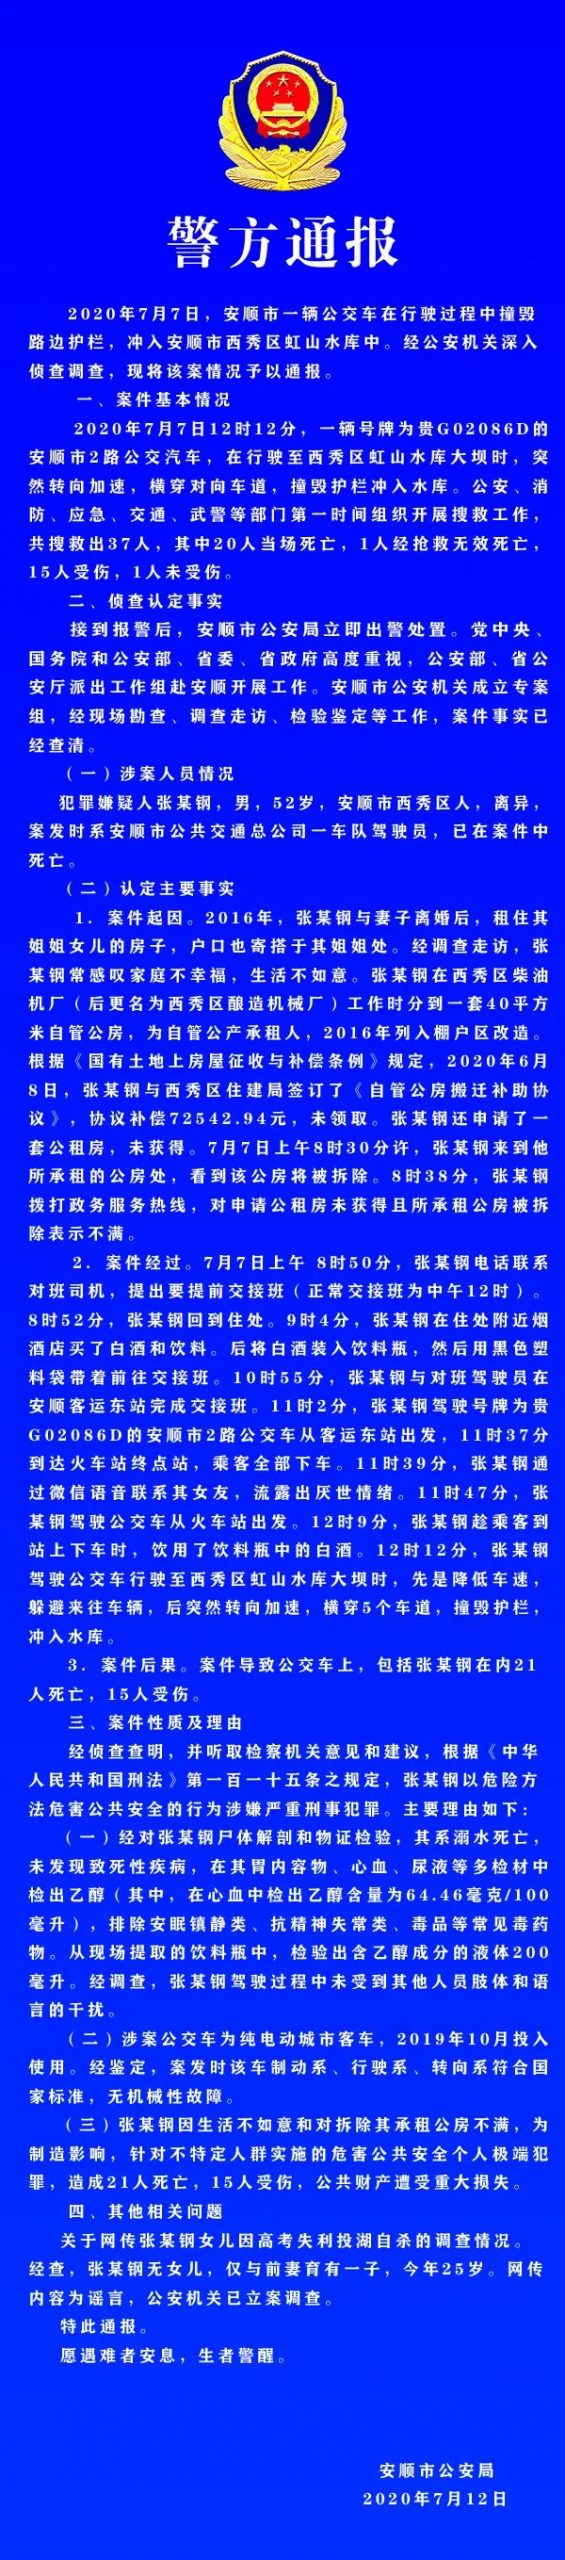 警方通报
2020年7月7日，安顺市一辆公交车在行驶过程中撞毁
路边护栏，冲入安顺市西秀区虹山水库中。经公安机关深入
侦查调查，现将该案情况予以通报。
一、案件基本情况
2020年7月7日12时12分，一辆号牌为贵G02086D的
安顺市2路公交汽车，在行驶至西秀区虹山水库大坝时，突
然转向加速，横穿对向车道，撞毁护栏冲入水库。公安、消
防、应急、交通、武警等部门第一时间组织开展搜救工作，
共搜救出37人，其中20人当场死亡，1人经抢救无效死亡，
15人受伤，1人未受伤。
二、侦查认定事实
接到报警后，安顺市公安局立即出警处置。党中央、
国务院和公安部、省委、省政府高度重视，公安部、省公
安厅派出工作组赴安顺开展工作。安顺市公安机关成立专案
组，经现场勘查、调查走访、检验鉴定等工作，案件事实已
经查清。
（一）涉案人员情况
犯罪嫌疑人张某钢，男，52岁，安顺市西秀区人，离异，
案发时系安顺市公共交通总公司一车队驾驶员，已在案件中
死亡。
（二）认定主要事实
1．案件起因。2016年，张某钢与妻子离婚后，租住其
姐姐女儿的房子，户口也寄搭于其姐姐处。经调查走访，张
某钢常感叹家庭不幸福，生活不如意。张某钢在西秀区柴油
机厂（后更名为西秀区酿造机械厂）工作时分到一套40平方
米自管公房，为自管公产承租人，2016年列入棚户区改造。
根据《国有土地上房屋征收与补偿条例》规定，2020年6月
8日，张某钢与西秀区住建局签订了《自管公房搬迁补助协
议》，协议补偿72542.94元，未领取。张某钢还申请了一
套公租房，未获得。7月7日上午8时30分许，张某钢来到他
所承租的公房处，看到该公房将被拆除。8时38分，张某钢
拨打政务服务热线，对申请公租房未获得且所承租公房被拆
除表示不满。
2．案件经过。7月7日上午 8时50分，张某钢电话联系
对班司机，提出要提前交接班（正常交接班为中午12时）。
8时52分，张某钢回到住处。9时4分，张某钢在住处附近烟
酒店买了白酒和饮料。后将白酒装入饮料瓶，然后用黑色塑
料袋带着前往交接班。10时55分，张某钢与对班驾驶员在
安顺客运东站完成交接班。11时2分，张某钢驾驶号牌为贵
G02086D的安顺市2路公交车从客运东站出发，11时37分
到达火车站终点站，乘客全部下车。11时39分，张某钢通
过微信语音联系其女友，流露出厌世情绪。11时47分，张
某钢驾驶公交车从火车站出发。12时9分，张某钢趁乘客到
站上下车时，饮用了饮料瓶中的白酒。12时12分，张某钢
驾驶公交车行驶至西秀区虹山水库大坝时，先是降低车速，
躲避来往车辆，后突然转向加速，横穿5个车道，撞毁护栏，
冲入水库。
3．案件后果。案件导致公交车上，包括张某钢在内21
人死亡，15人受伤。
三、案件性质及理由
经侦查查明，并听取检察机关意见和建议，根据《中华
人民共和国刑法》第一百一十五条之规定，张某钢以危险方
法危害公共安全的行为涉嫌严重刑事犯罪。主要理由如下：
（一）经对张某钢尸体解剖和物证检验，其系溺水死亡，
未发现致死性疾病，在其胃内容物、心血、尿液等多检材中
检出乙醇（其中，在心血中检出乙醇含量为64.46毫克/100
毫升），排除安眠镇静类、抗精神失常类、毒品等常见毒药
物。从现场提取的饮料瓶中，检验出含乙醇成分的液体200
毫升。经调查，张某钢驾驶过程中未受到其他人员肢体和语
言的干扰。
（二）涉案公交车为纯电动城市客车，2019年10月投入
使用。经鉴定，案发时该车制动系、行驶系、转向系符合国
家标准，无机械性故障。
（三）张某钢因生活不如意和对拆除其承租公房不满，为
制造影响，针对不特定人群实施的危害公共安全个人极端犯
罪，造成21人死亡，15人受伤，公共财产遭受重大损失。
四、其他相关问题
关于网传张某钢女儿因高考失利投湖自杀的调查情况。
经查，张某钢无女儿，仅与前妻育有一子，今年25岁。网传
内容为谣言，公安机关已立案调查。
特此通报。
愿遇难者安息，生者警醒。
安顺市公安局
2020年7月12日